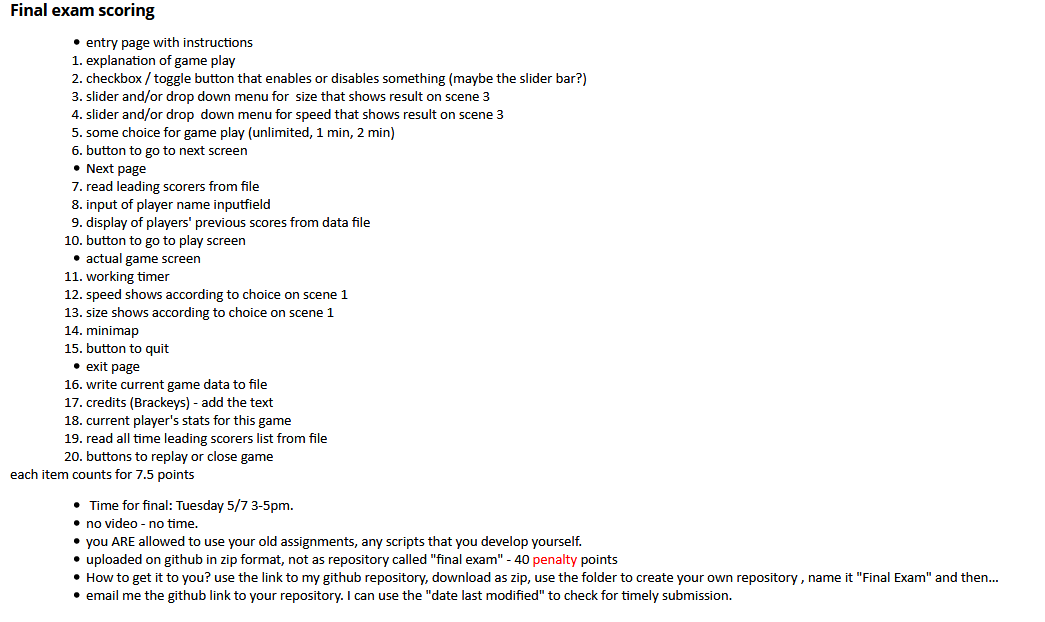 Final exam scoring
• entry page with instructions
1. explanation of game play
2. checkbox / toggle button that enables or disables something (maybe the slider bar?)
3. slider and/or drop down menu for  size that shows result on scene 3
4. slider and/or drop  down menu for speed that shows result on scene 3
5. some choice for game play (unlimited, 1 min, 2 min)
6. button to go to next screen
• Next page
7. read leading scorers from file
8. input of player name inputfield
9. display of players' previous scores from data file
10. button to go to play screen
• actual game screen
11. working timer
12. speed shows according to choice on scene 1
13. size shows according to choice on scene 1
14. minimap
15. button to quit
• exit page
16. write current game data to file
17. credits (Brackeys) - add the text
18. current player's stats for this game
19. read all time leading scorers list from file
20. buttons to replay or close game
each item counts for 7.5 points
• Time for final: Tuesday 5/7 3-5pm.
• no video - no time.
• you ARE allowed to use your old assignments, any scripts that you develop yourself.
• uploaded on github in zip format, not as repository called "final exam" - 40 penalty points
• How to get it to you? use the link to my github repository, download as zip, use the folder to create your own repository , name it "Final Exam" and then...
• email me the github link to your repository. I can use the "date last modified" to check for timely submission.